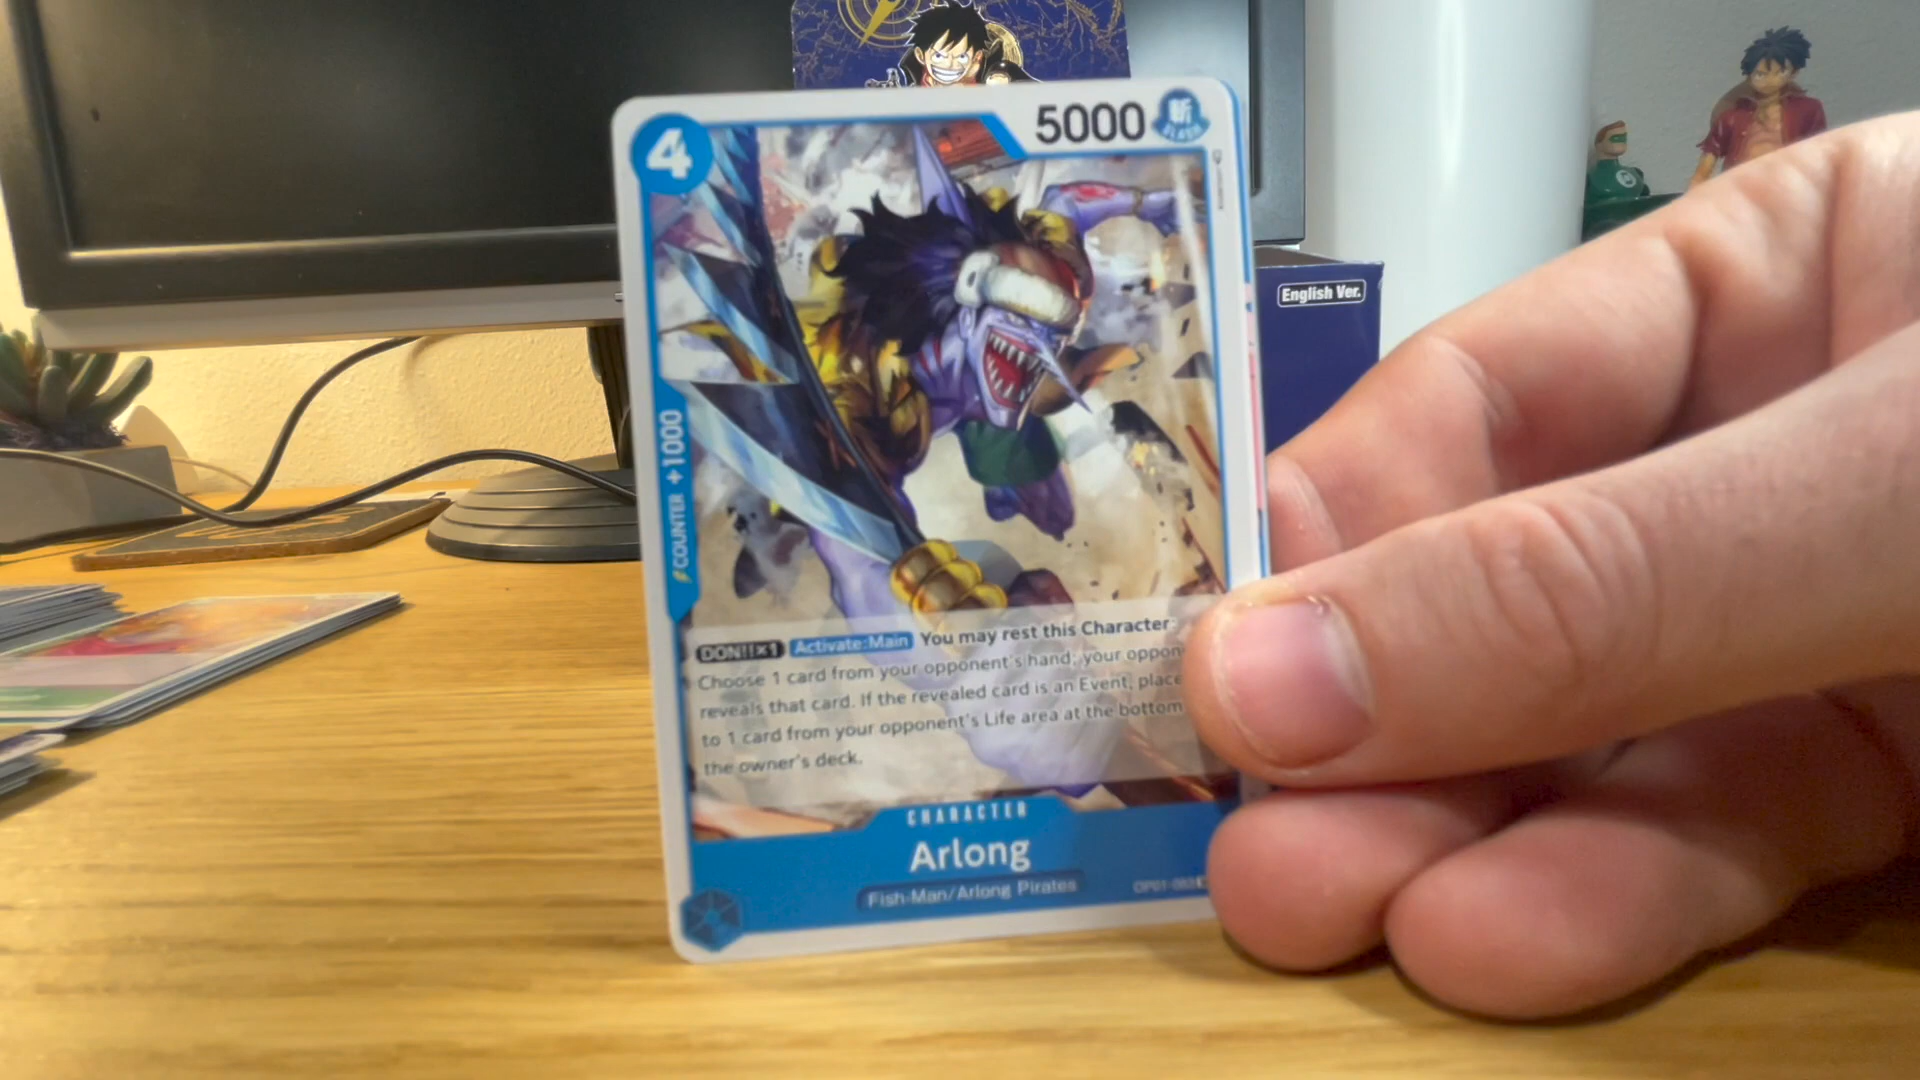 4
5000
斬
SLASH
English Ver.
COUNTER +1000
DON!!×1 Activate:Main You may rest this Character
Choose 1 card from your opponent's hand; your oppon
reveals that card. If the revealed card is an Event, place
to 1 card from your opponent's Life area at the bottom
the owner's deck.
CHARACTER
Arlong
Fish-Man/Arlong Pirates